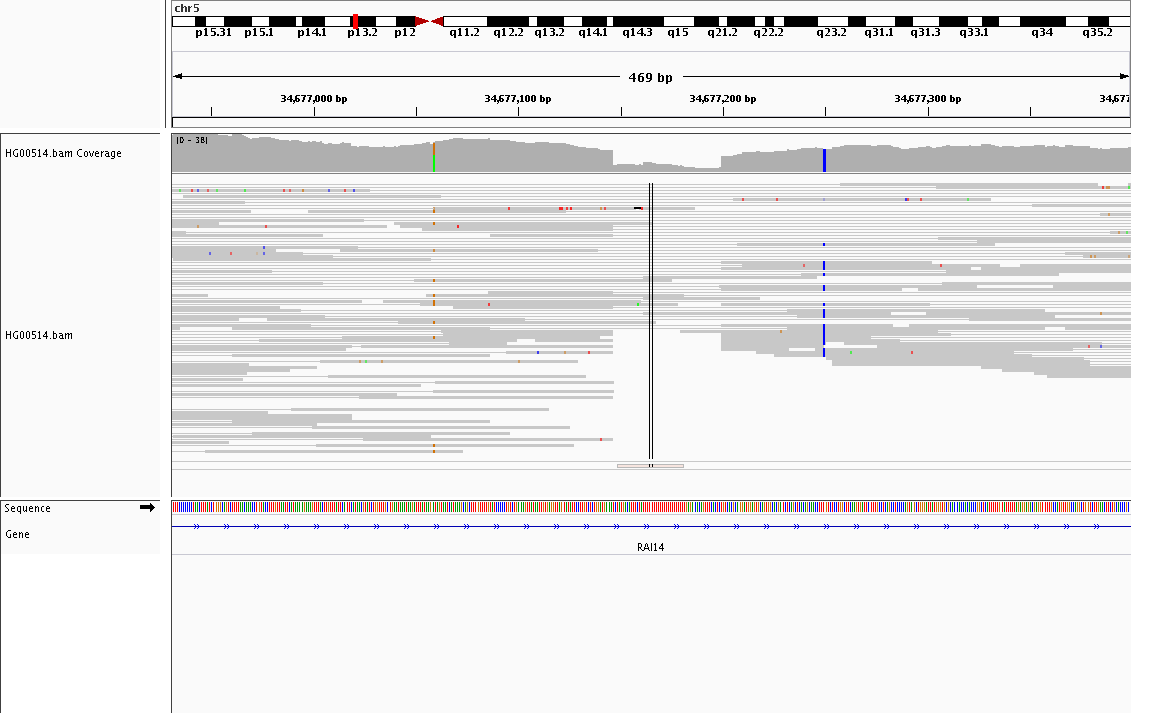 chr5
p15.31 p15.1 p14.1 p13.2 p12 q11.2 q12.2 q13.2 q14.1 q14.3 q15 q21.2 q22.2 q23.2 q31.1 q31.3 q33.1 q34 q35.2
469 bp
34,677,000 bp 34,677,100 bp 34,677,200 bp 34,677,300 bp 34,677
HG00514.bam Coverage
[0 - 38]
HG00514.bam
Sequence
Gene
RAI14